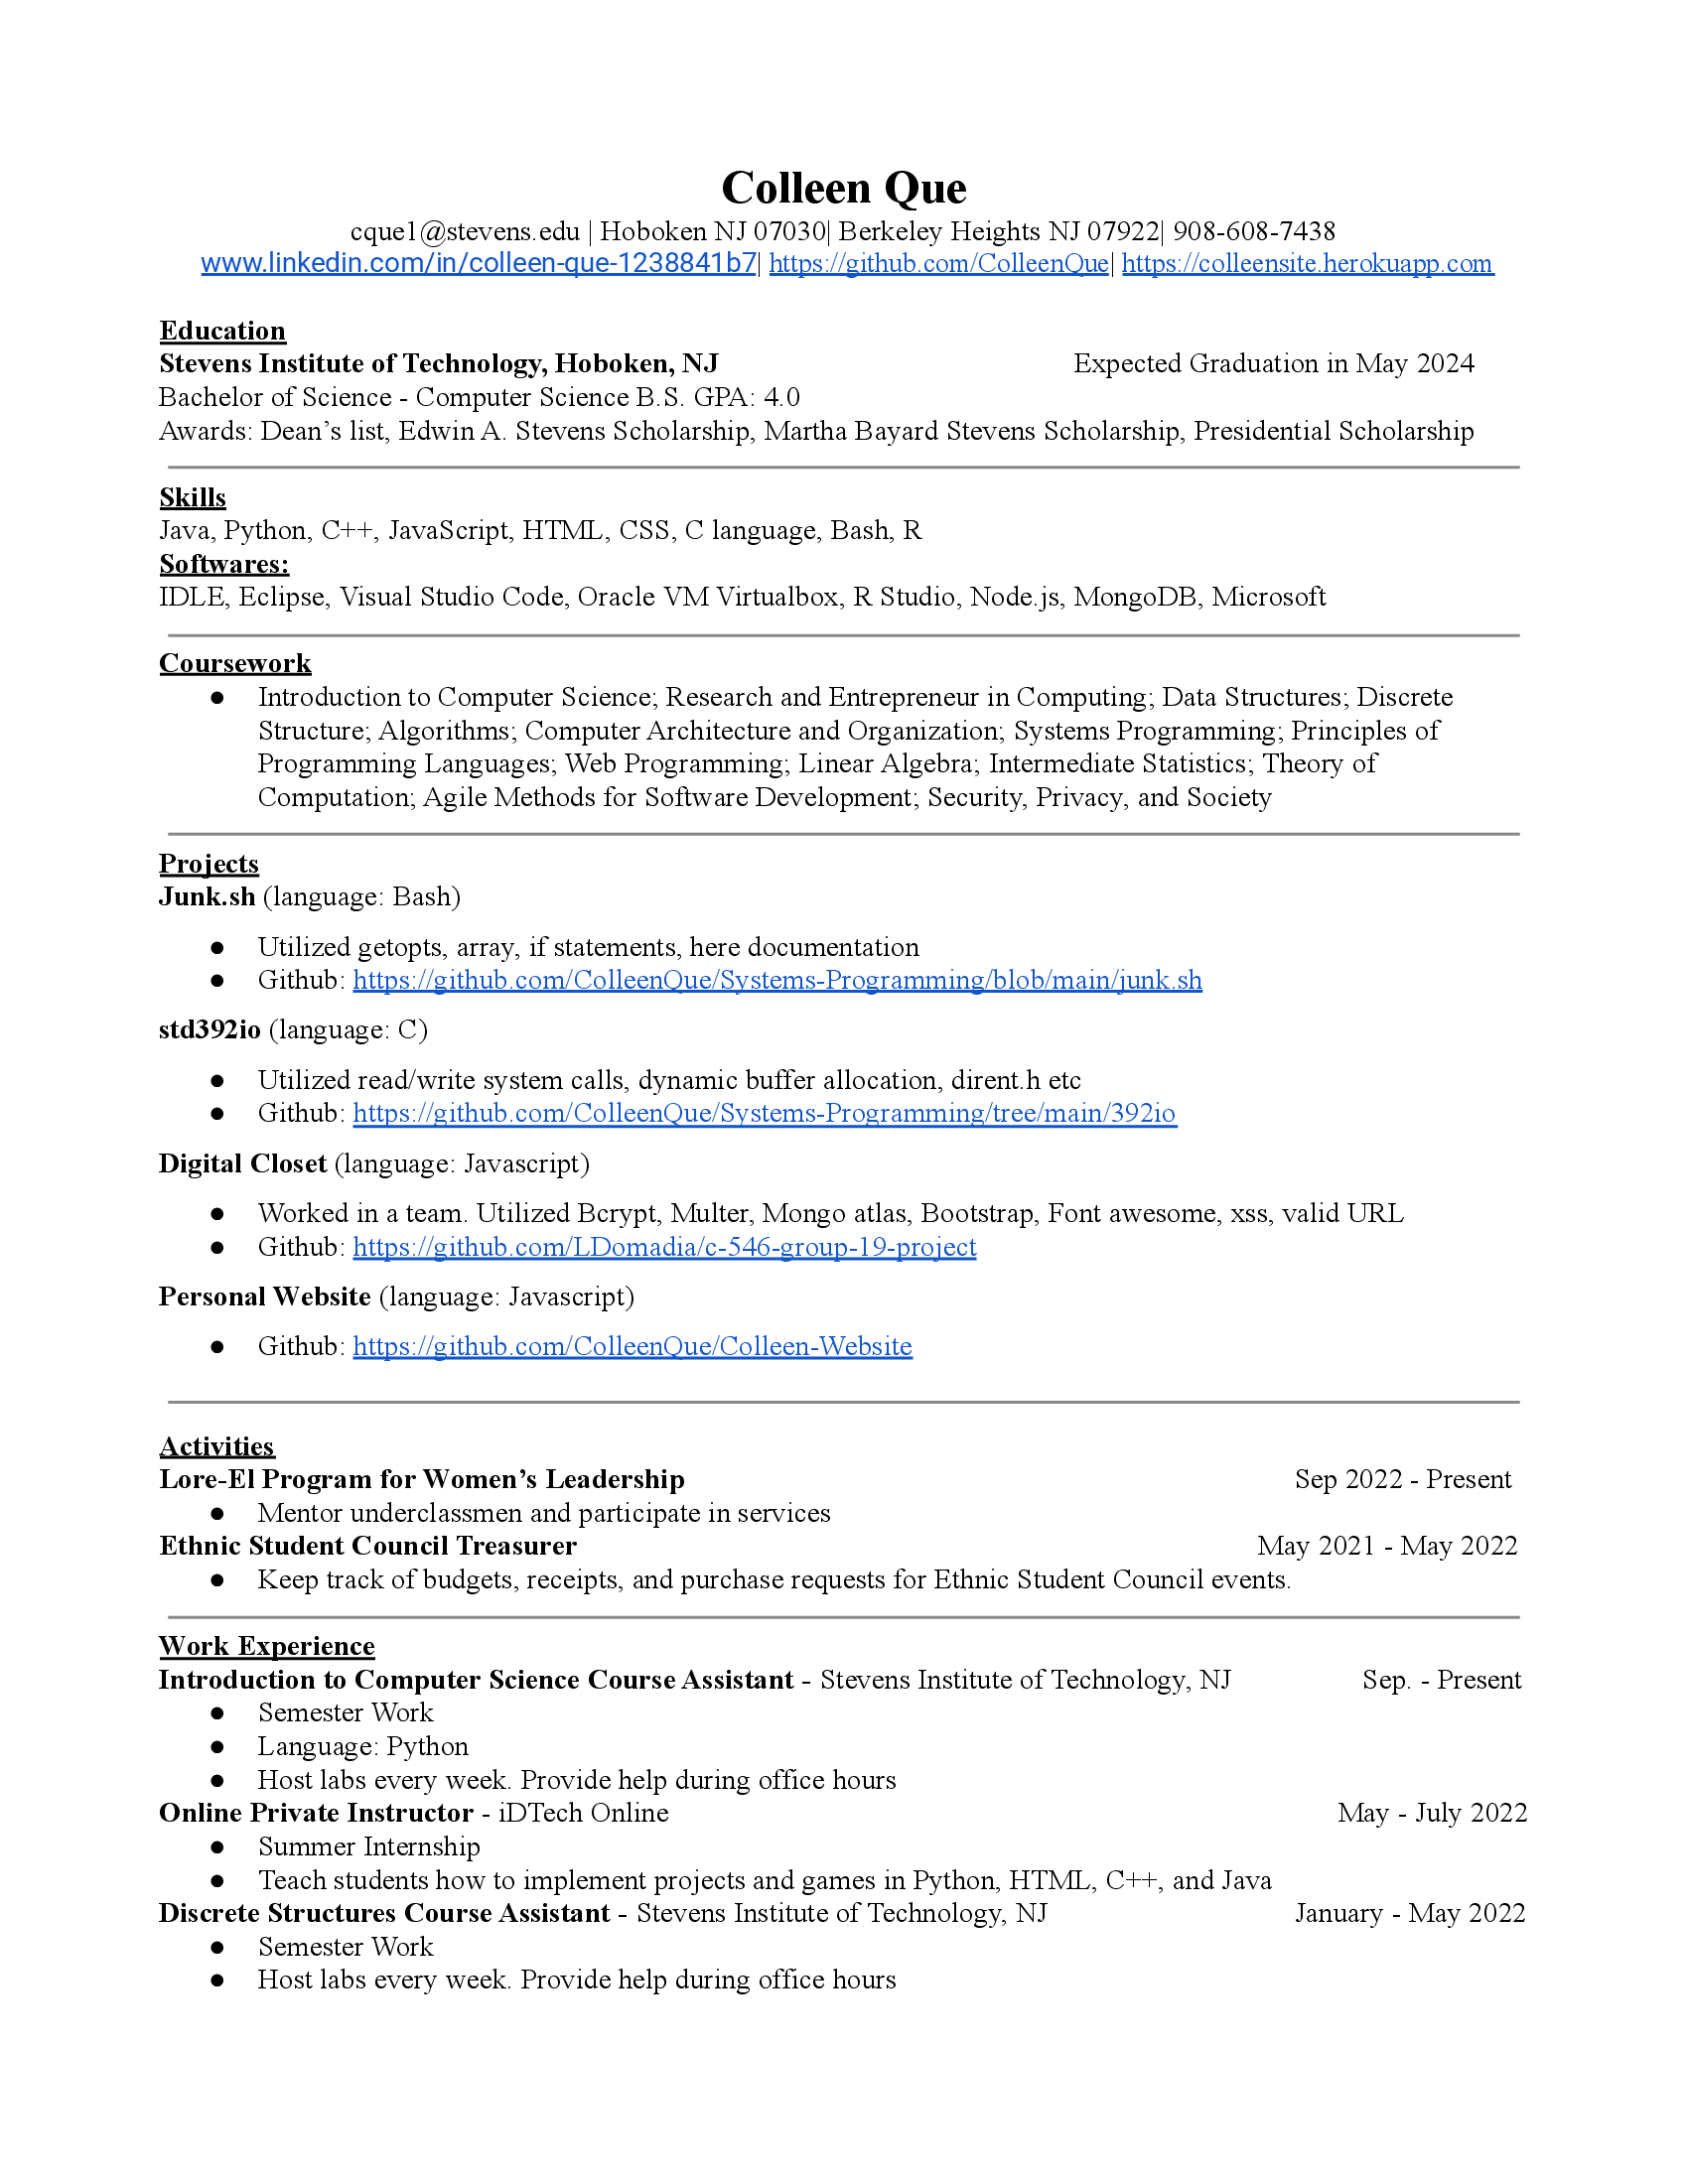 Colleen Que
cque1@stevens.edu | Hoboken NJ 07030| Berkeley Heights NJ 07922| 908-608-7438
www.linkedin.com/in/colleen-que-1238841b7| https://github.com/ColleenQue| https://colleensite.herokuapp.com
Education
Stevens Institute of Technology, Hoboken, NJ Expected Graduation in May 2024
Bachelor of Science - Computer Science B.S. GPA: 4.0
Awards: Dean’s list, Edwin A. Stevens Scholarship, Martha Bayard Stevens Scholarship, Presidential Scholarship
Skills
Java, Python, C++, JavaScript, HTML, CSS, C language, Bash, R
Softwares:
IDLE, Eclipse, Visual Studio Code, Oracle VM Virtualbox, R Studio, Node.js, MongoDB, Microsoft
Coursework
● Introduction to Computer Science; Research and Entrepreneur in Computing; Data Structures; Discrete
Structure; Algorithms; Computer Architecture and Organization; Systems Programming; Principles of
Programming Languages; Web Programming; Linear Algebra; Intermediate Statistics; Theory of
Computation; Agile Methods for Software Development; Security, Privacy, and Society
Projects
Junk.sh (language: Bash)
● Utilized getopts, array, if statements, here documentation
● Github: https://github.com/ColleenQue/Systems-Programming/blob/main/junk.sh
std392io (language: C)
● Utilized read/write system calls, dynamic buffer allocation, dirent.h etc
● Github: https://github.com/ColleenQue/Systems-Programming/tree/main/392io
Digital Closet (language: Javascript)
● Worked in a team. Utilized Bcrypt, Multer, Mongo atlas, Bootstrap, Font awesome, xss, valid URL
● Github: https://github.com/LDomadia/c-546-group-19-project
Personal Website (language: Javascript)
● Github: https://github.com/ColleenQue/Colleen-Website
Activities
Lore-El Program for Women’s Leadership Sep 2022 - Present
● Mentor underclassmen and participate in services
Ethnic Student Council Treasurer May 2021 - May 2022
● Keep track of budgets, receipts, and purchase requests for Ethnic Student Council events.
Work Experience
Introduction to Computer Science Course Assistant - Stevens Institute of Technology, NJ Sep. - Present
● Semester Work
● Language: Python
● Host labs every week. Provide help during office hours
Online Private Instructor - iDTech Online May - July 2022
● Summer Internship
● Teach students how to implement projects and games in Python, HTML, C++, and Java
Discrete Structures Course Assistant - Stevens Institute of Technology, NJ January - May 2022
● Semester Work
● Host labs every week. Provide help during office hours